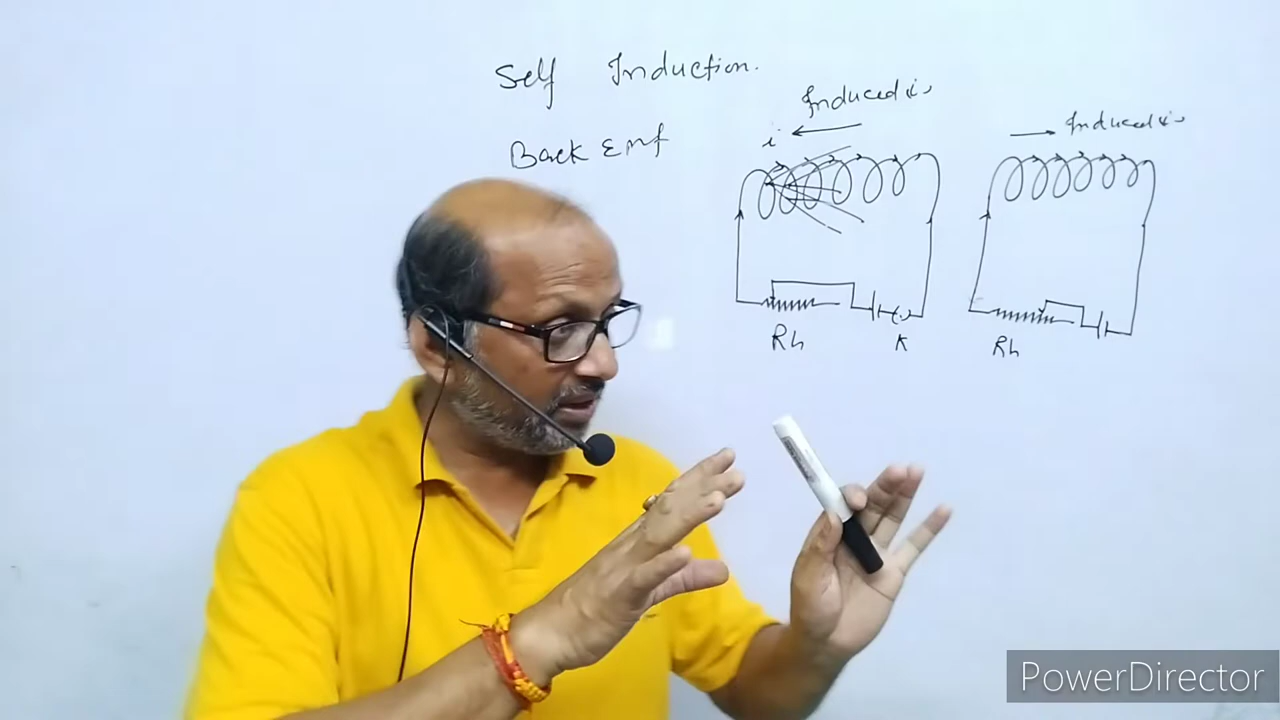 Self Induction.
Back Emf
Induced i
i
Induced i
Rh
K
Rh
PowerDirector